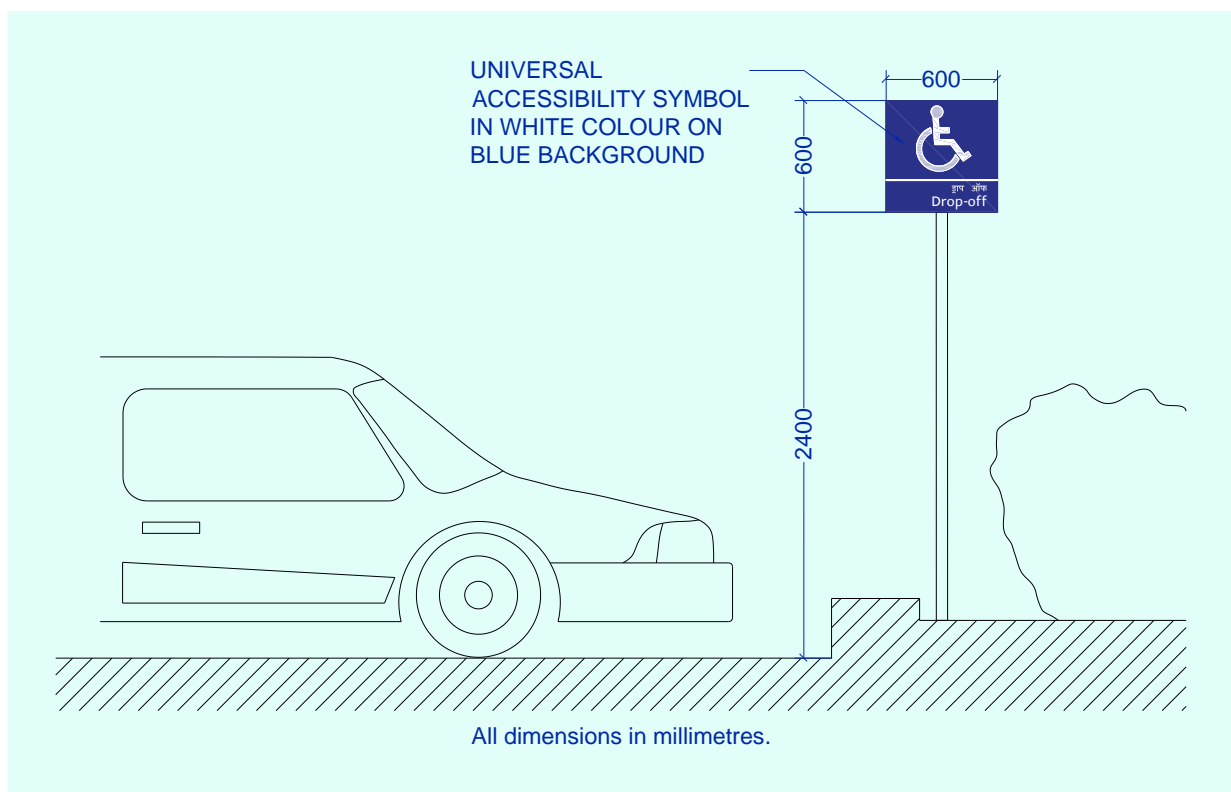 UNIVERSAL
ACCESSIBILITY SYMBOL
IN WHITE COLOUR ON
BLUE BACKGROUND
600
600
ड्राप ऑफ
Drop-off
2400
All dimensions in millimetres.